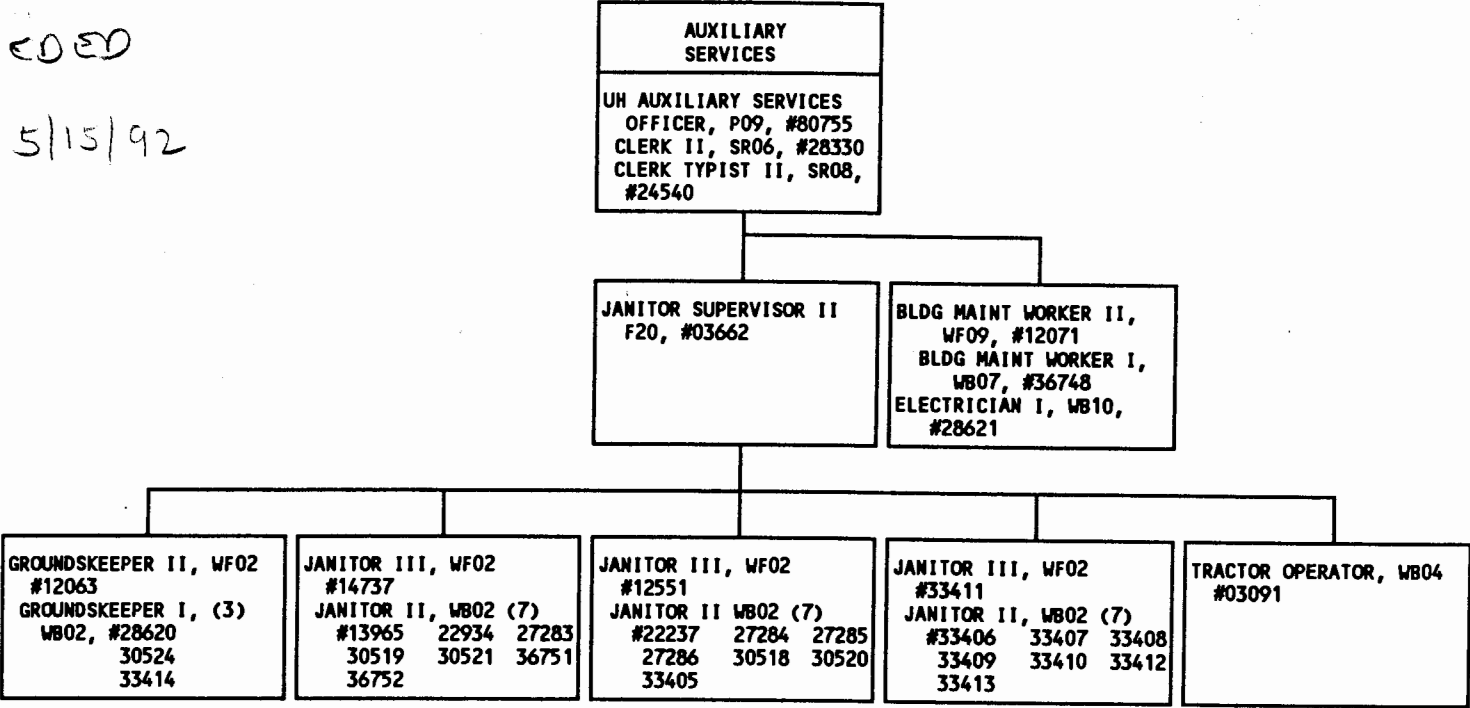 5/15/92
AUXILIARY
SERVICES
UH AUXILIARY SERVICES
OFFICER, P09, #80755
CLERK II, SR06, #28330
CLERK TYPIST II, SR08,
#24540
JANITOR SUPERVISOR II
F20, #03662
BLDG MAINT WORKER II,
WF09, #12071
BLDG MAINT WORKER I,
WB07, #36748
ELECTRICIAN I, WB10,
#28621
GROUNDSKEEPER II, WF02
#12063
GROUNDSKEEPER I, (3)
WB02, #28620
30524
33414
JANITOR III, WF02
#14737
JANITOR II, WB02 (7)
#13965 22934 27283
30519 30521 36751
36752
JANITOR III, WF02
#12551
JANITOR II WB02 (7)
#22237 27284 27285
27286 30518 30520
33405
JANITOR III, WF02
#33411
JANITOR II, WB02 (7)
#33406 33407 33408
33409 33410 33412
33413
TRACTOR OPERATOR, WB04
#03091